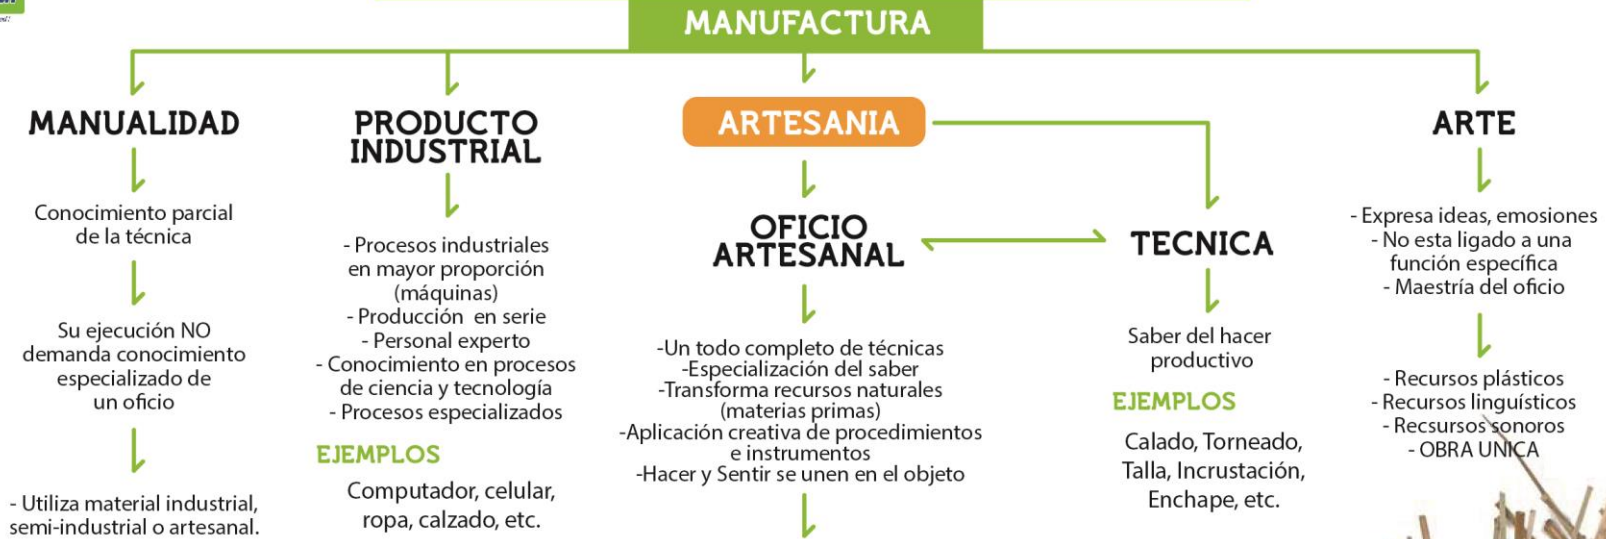 MANUFACTURA
MANUALIDAD
Conocimiento parcial
de la técnica
Su ejecución NO
demanda conocimiento
especializado de
un oficio
- Utiliza material industrial,
semi-industrial o artesanal.
PRODUCTO
INDUSTRIAL
- Procesos industriales
en mayor proporción
(máquinas)
- Producción en serie
- Personal experto
- Conocimiento en procesos
de ciencia y tecnología
- Procesos especializados
EJEMPLOS
Computador, celular,
ropa, calzado, etc.
ARTESANIA
OFICIO
ARTESANAL
-Un todo completo de técnicas
-Especialización del saber
-Transforma recursos naturales
(materias primas)
-Aplicación creativa de procedimientos
e instrumentos
-Hacer y Sentir se unen en el objeto
TECNICA
Saber del hacer
productivo
EJEMPLOS
Calado, Torneado,
Talla, Incrustación,
Enchape, etc.
ARTE
- Expresa ideas, emosiones
- No esta ligado a una
función específica
- Maestría del oficio
- Recursos plásticos
- Recursos linguísticos
- Recsursos sonoros
- OBRA UNICA